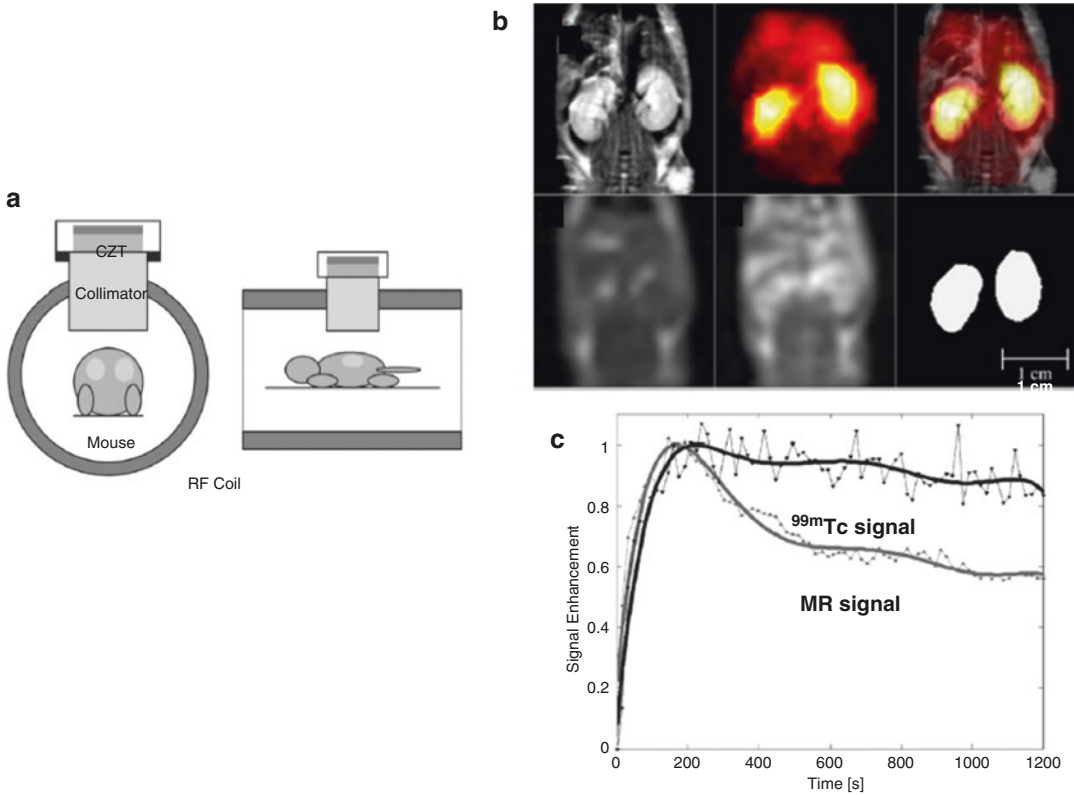 a
CZT
Collimator
Mouse
RF Coil
b
1 cm
1 cm
c
Signal Enhancement
1
0.8
0.6
0.4
0.2
0
99mTc signal
MR signal
0 200 400 600 800 1000 1200
Time [s]